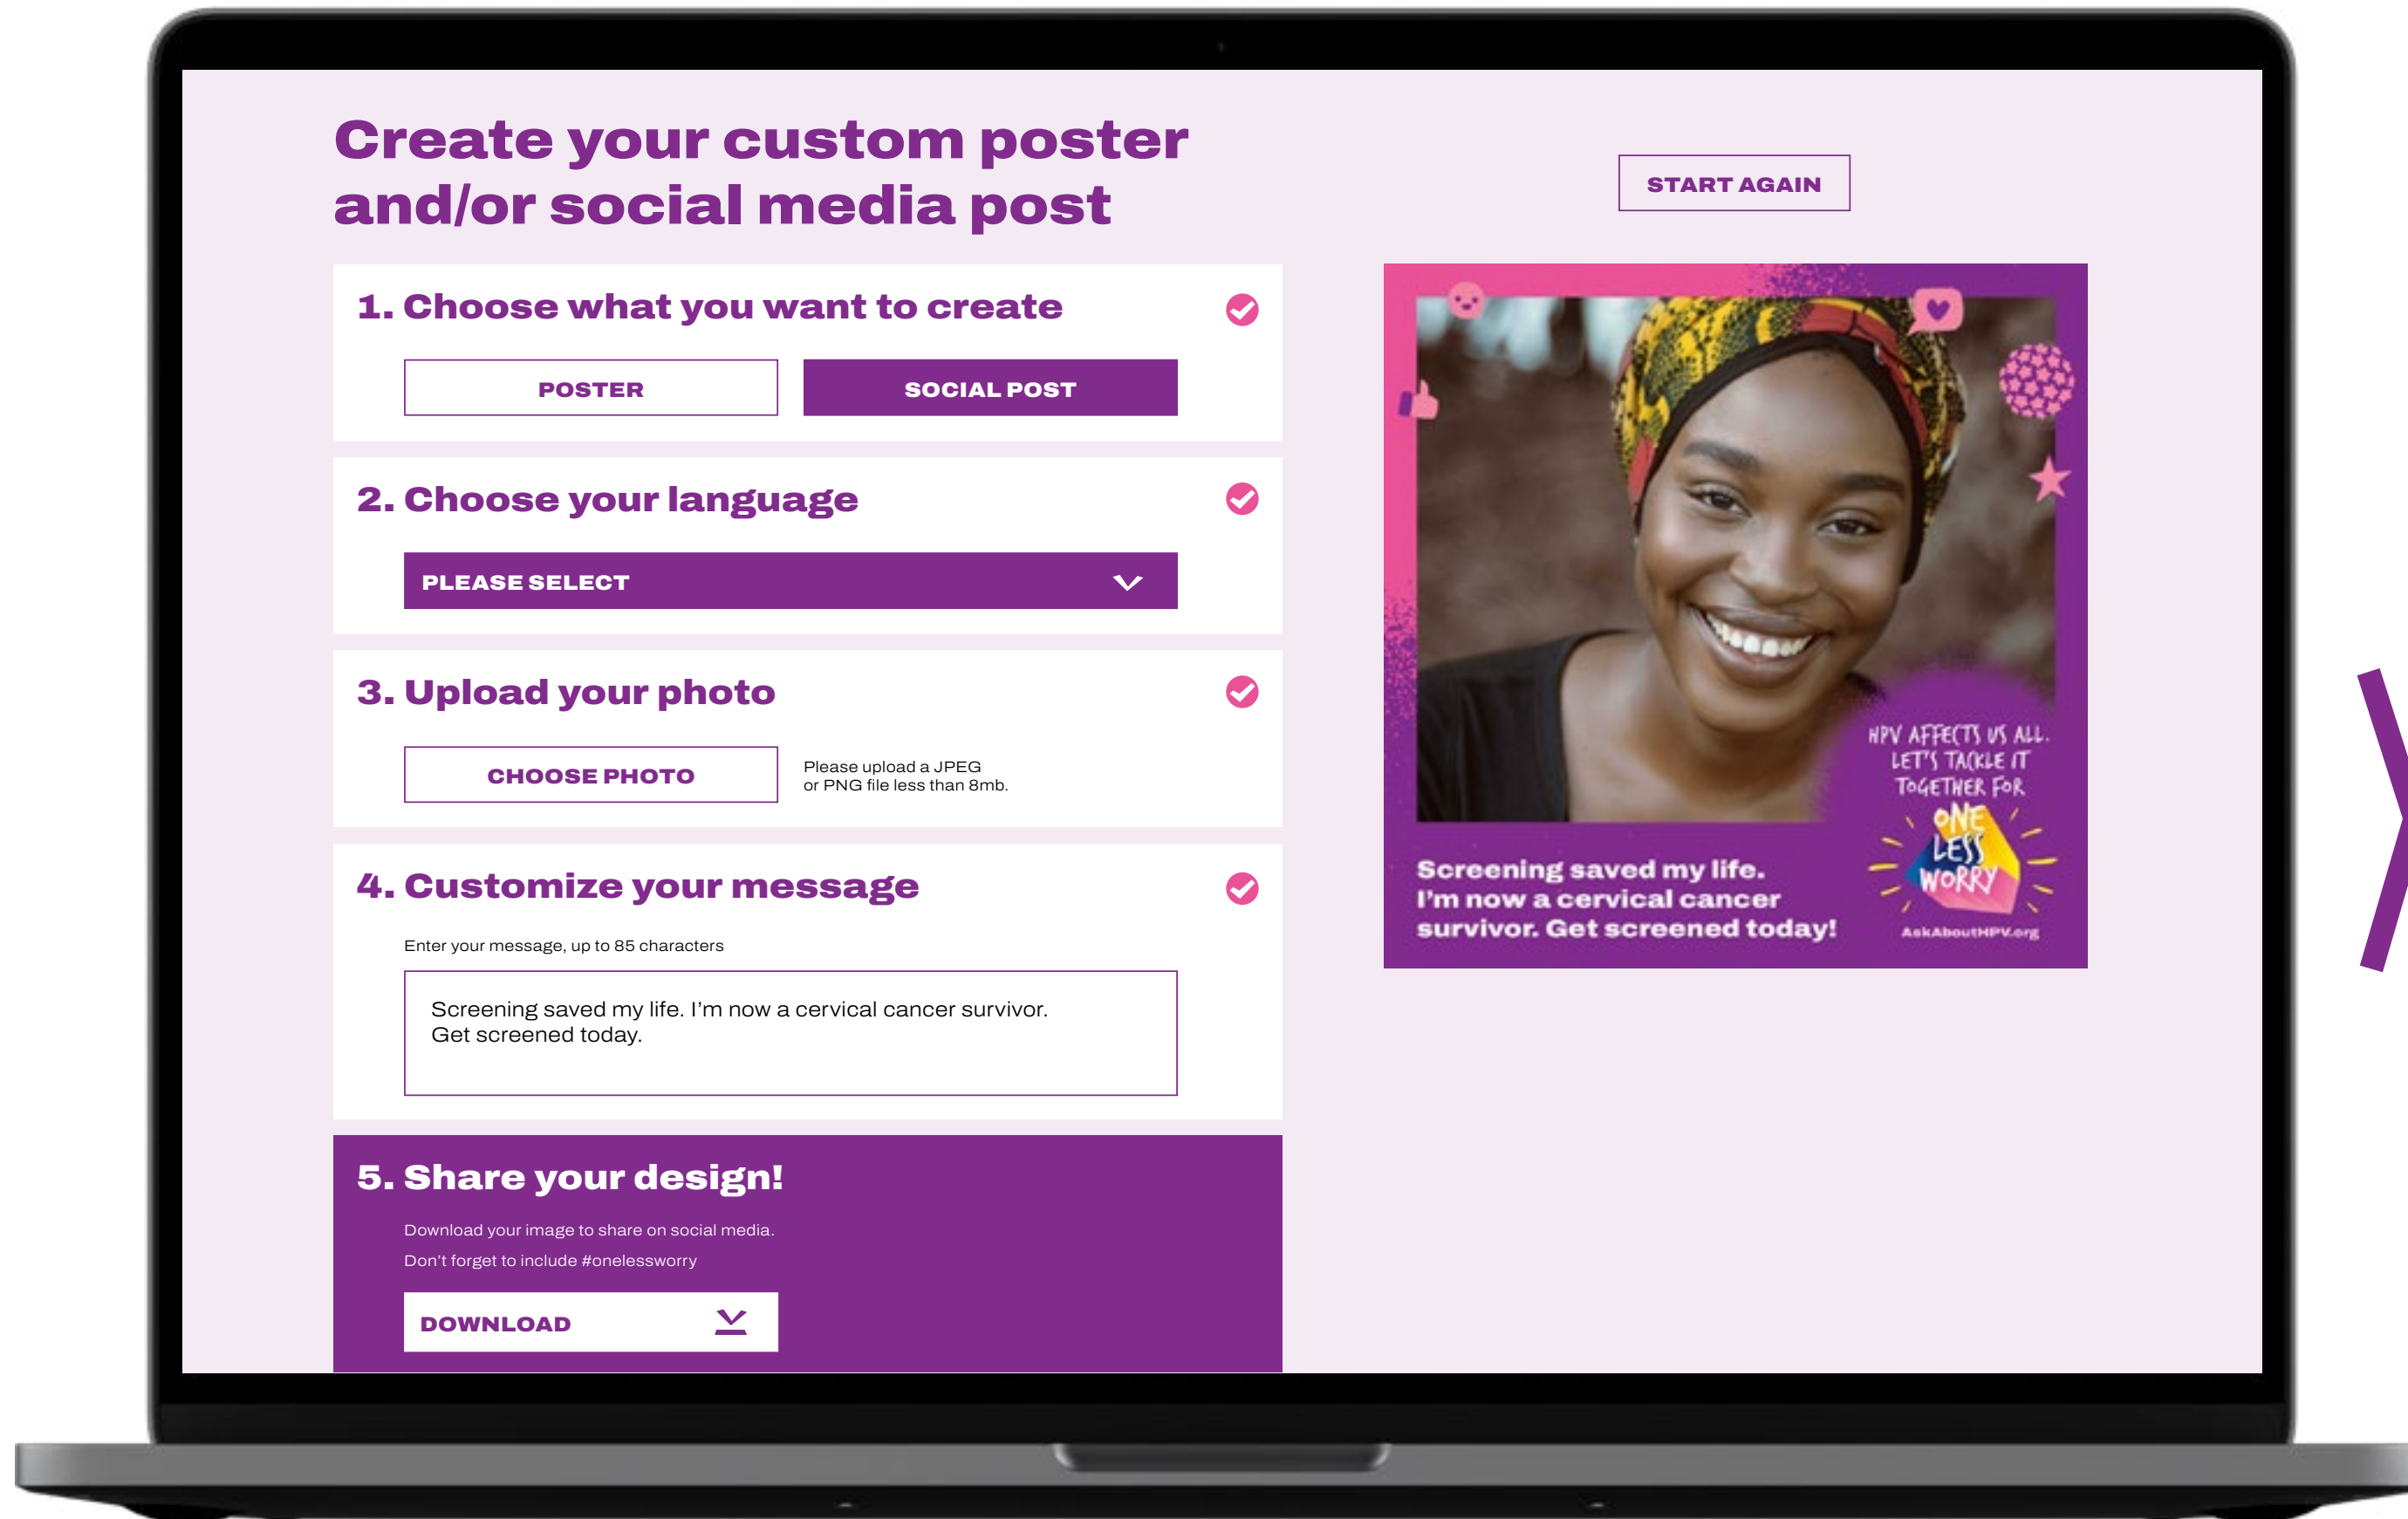 Create your custom poster
and/or social media post
START AGAIN
1. Choose what you want to create
POSTER
SOCIAL POST
2. Choose your language
PLEASE SELECT
3. Upload your photo
CHOOSE PHOTO
Please upload a JPEG
or PNG file less than 8mb.
4. Customize your message
Enter your message, up to 85 characters
Screening saved my life. I’m now a cervical cancer survivor.
Get screened today.
5. Share your design!
Download your image to share on social media.
Don’t forget to include #onelessworry
DOWNLOAD
HPV AFFECTS US ALL.
LET'S TACKLE IT
TOGETHER FOR
ONE
LESS
WORRY
AskAboutHPV.org
Screening saved my life.
I’m now a cervical cancer
survivor. Get screened today!